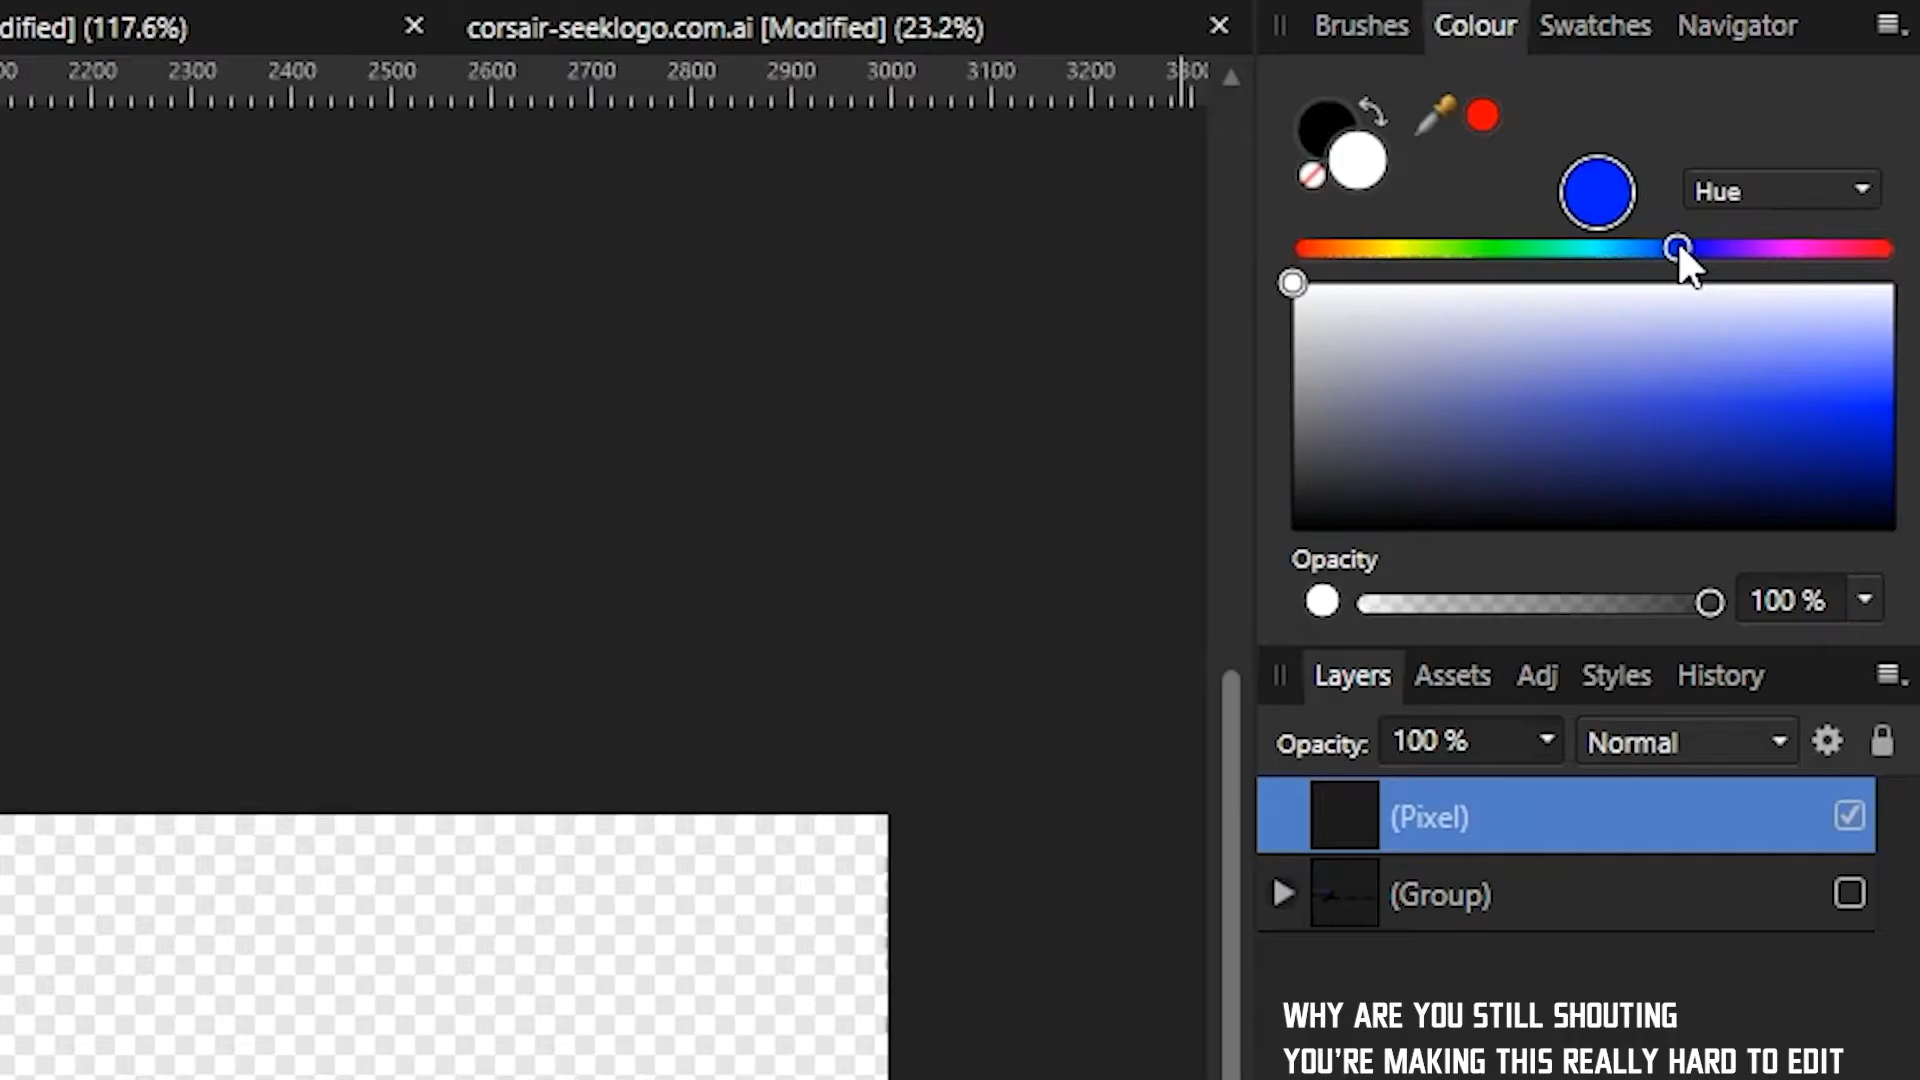 dified] (117.6%)
corsair-seeklogo.com.ai [Modified] (23.2%)
Brushes Colour Swatches Navigator
00 2200 2300 2400 2500 2600 2700 2800 2900 3000 3100 3200
Hue
Opacity
100 %
Layers Assets Adj Styles History
Opacity: 100 % Normal
(Pixel)
(Group)
WHY ARE YOU STILL SHOUTING
YOU'RE MAKING THIS REALLY HARD TO EDIT